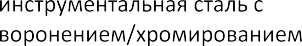 инструментальная сталь с
воронением/хромированием